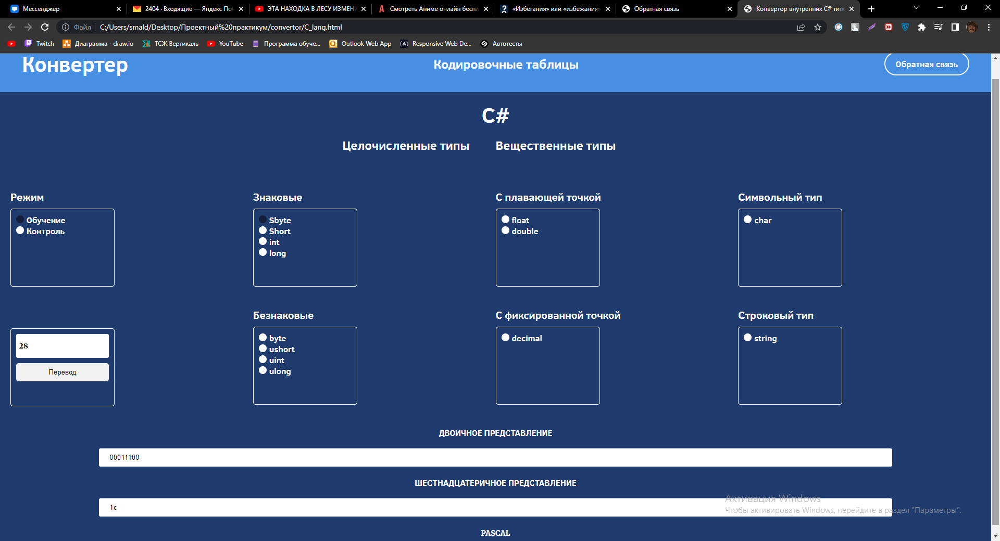 Мессенджер
2404 · Входящие — Яндекс По
ЭТА НАХОДКА В ЛЕСУ ИЗМЕН
Смотреть Аниме онлайн бесп
«Избегания» или «избежания»
Обратная связь
Конвертор внутренних C# тип
Файл
C:/Users/smald/Desktop/Проектный%20практикум/convertor/C_lang.html
Twitch
Диаграмма - draw.io
ТСЖ Вертикаль
YouTube
Программа обуче...
Outlook Web App
Responsive Web De...
Автотесты
Конвертер
Кодировочные таблицы
Обратная связь
C#
Целочисленные типы
Вещественные типы
Режим
Обучение
Контроль
Знаковые
Sbyte
Short
int
long
С плавающей точкой
float
double
Символьный тип
char
28
Перевод
Безнаковые
byte
ushort
uint
ulong
С фиксированной точкой
decimal
Строковый тип
string
ДВОИЧНОЕ ПРЕДСТАВЛЕНИЕ
00011100
ШЕСТНАДЦАТЕРИЧНОЕ ПРЕДСТАВЛЕНИЕ
1c
Активация Windows
Чтобы активировать Windows, перейдите в раздел "Параметры".
PASCAL